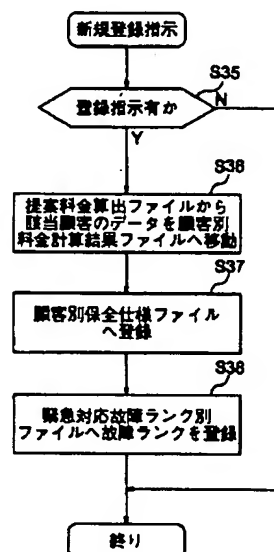 新規登録指示
S35
登録指示有か
N
Y
S36
提案料金算出ファイルから
該当顧客のデータを顧客別
料金計算結果ファイルへ移動
S37
顧客別保全仕様ファイル
へ登録
S38
緊急対応故障ランク別
ファイルへ故障ランクを登録
終り